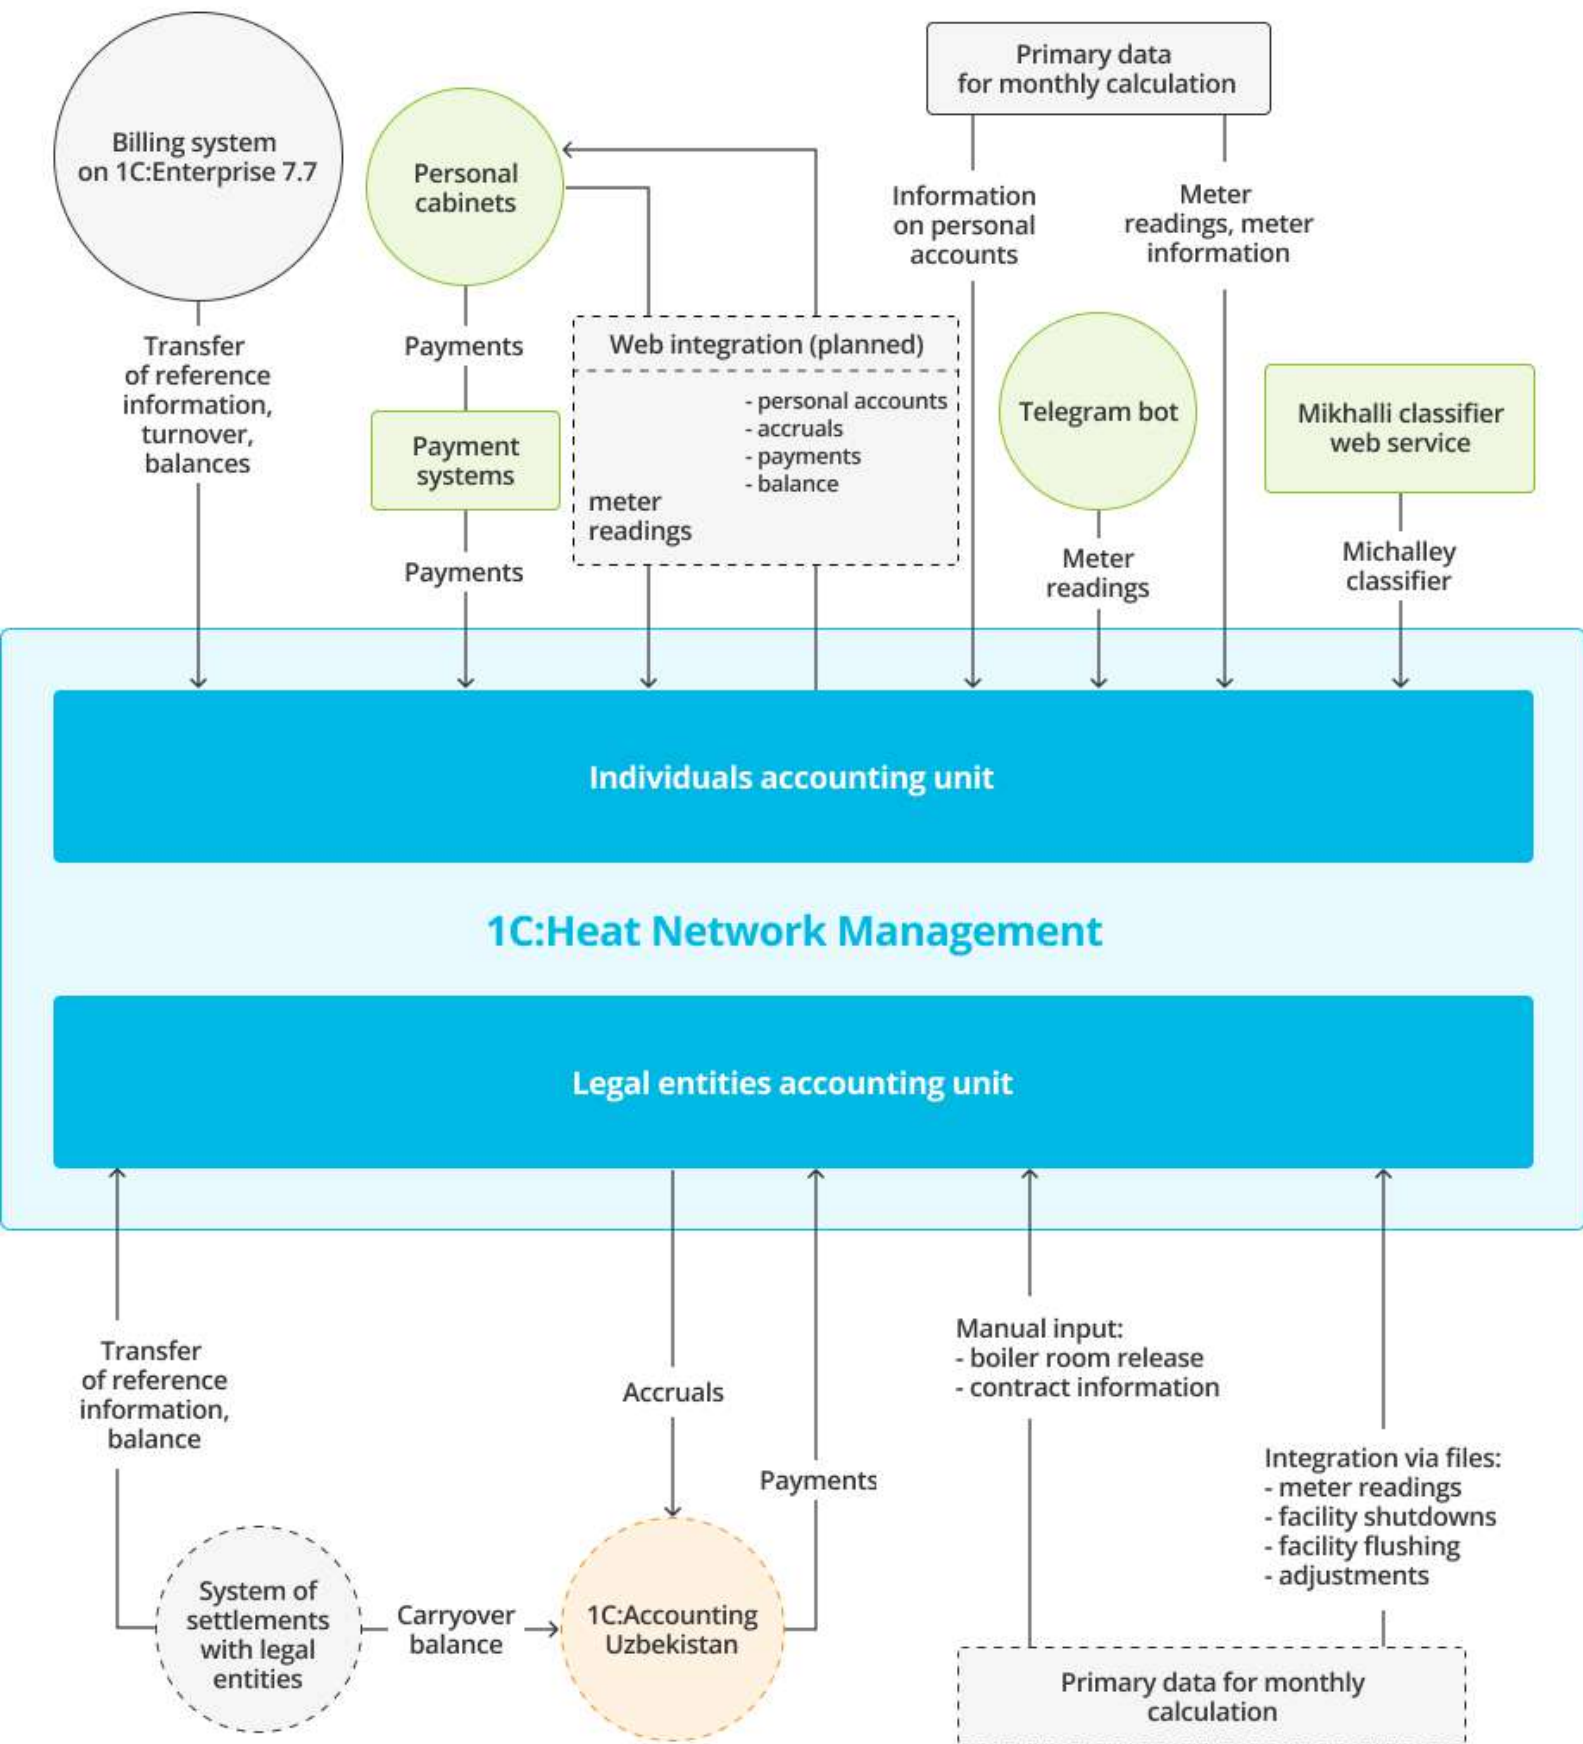 Primary data
for monthly calculation
Billing system
on 1C:Enterprise 7.7
Personal
cabinets
Information
on personal
accounts
Meter
readings, meter
information
Transfer
of reference
information,
turnover,
balances
Payments
Payment
systems
Payments
Web integration (planned)
- personal accounts
- accruals
- payments
- balance
meter
readings
Telegram bot
Meter
readings
Mikhalli classifier
web service
Michalley
classifier
Individuals accounting unit
1C:Heat Network Management
Legal entities accounting unit
Transfer
of reference
information,
balance
Accruals
Payments
Manual input:
- boiler room release
- contract information
Integration via files:
- meter readings
- facility shutdowns
- facility flushing
- adjustments
System of
settlements
with legal
entities
Carryover
balance
1C:Accounting
Uzbekistan
Primary data for monthly
calculation